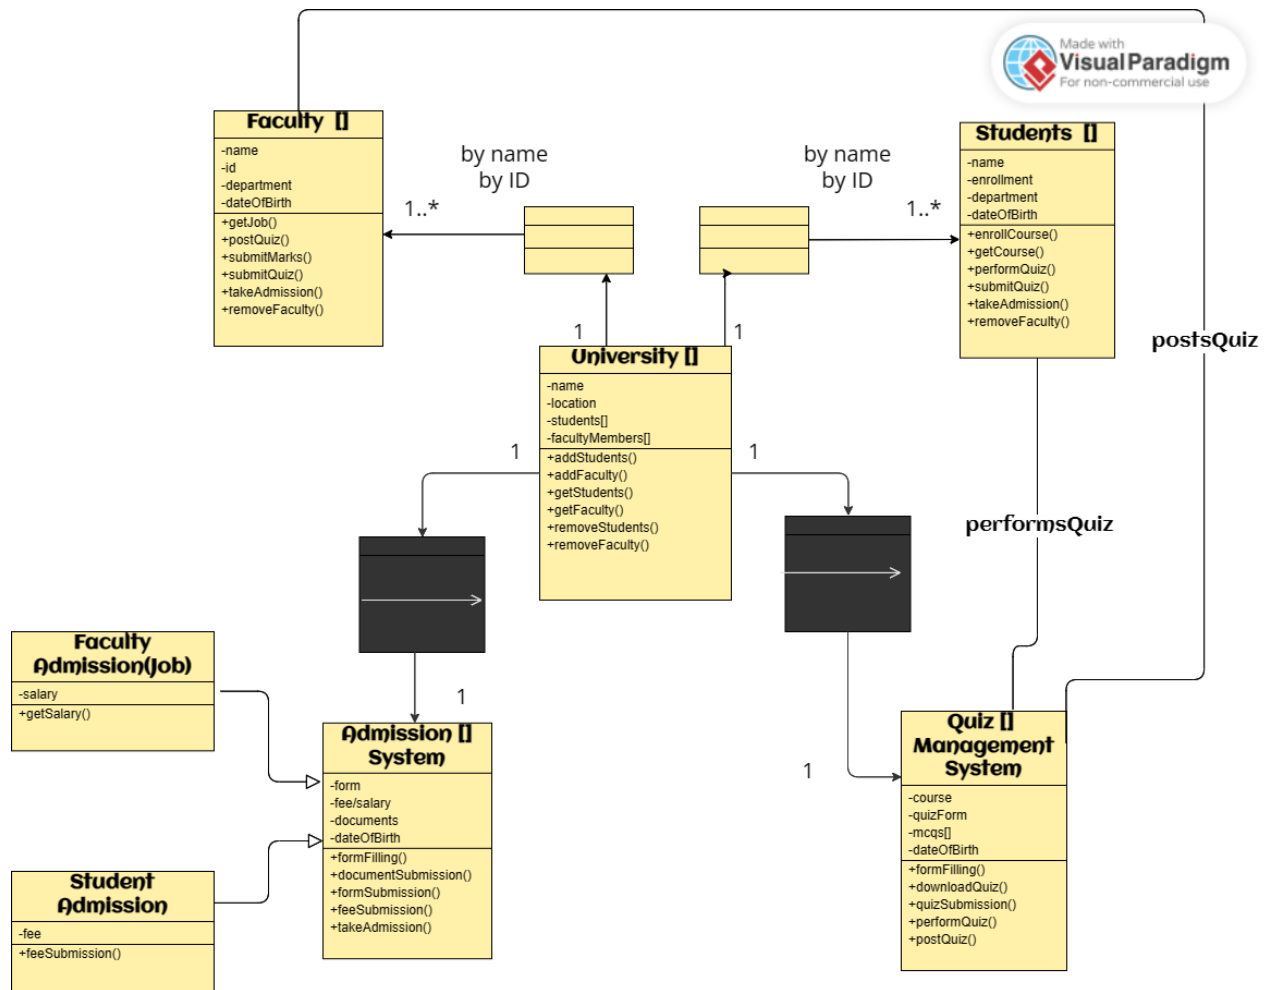 Made with
Visual Paradigm
For non-commercial use
Faculty []
-name
-id
-department
-dateOfBirth
+getJob()
+postQuiz()
+submitMarks()
+submitQuiz()
+takeAdmission()
+removeFaculty()
by name
by ID
1..*
by name
by ID
1..*
Students []
-name
-enrollment
-department
-dateOfBirth
+enrollCourse()
+getCourse()
+performQuiz()
+submitQuiz()
+takeAdmission()
+removeFaculty()
1
1
postsQuiz
University []
-name
-location
-students[]
-facultyMembers[]
+addStudents()
+addFaculty()
+getStudents()
+getFaculty()
+removeStudents()
+removeFaculty()
1
1
performsQuiz
Faculty
Admission(Job)
-salary
+getSalary()
1
Admission []
System
-form
-fee/salary
-documents
-dateOfBirth
+formFilling()
+documentSubmission()
+formSubmission()
+feeSubmission()
+takeAdmission()
Student
Admission
-fee
+feeSubmission()
1
Quiz []
Management
System
-course
-quizForm
-mcqs[]
-dateOfBirth
+formFilling()
+downloadQuiz()
+quizSubmission()
+performQuiz()
+postQuiz()